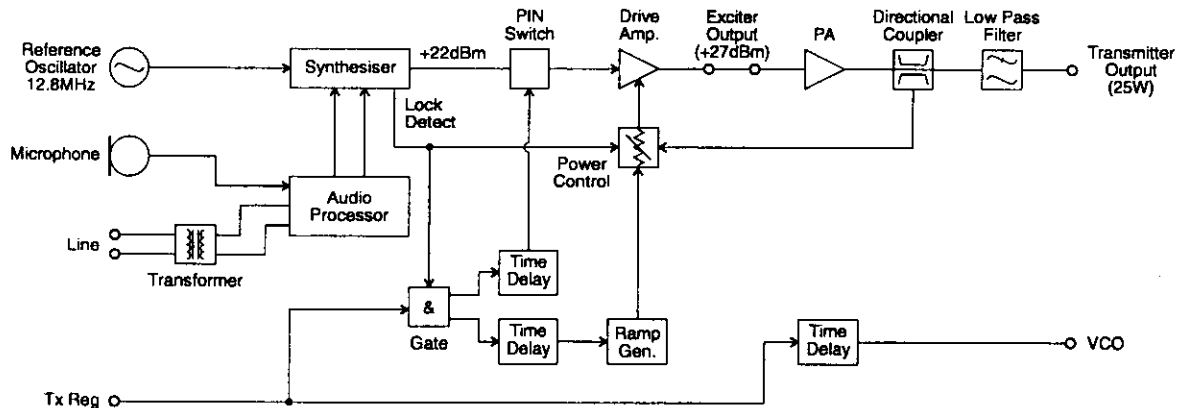 Reference
Oscillator
12.8MHz
Synthesiser
+22dBm
PIN
Switch
Drive
Amp.
Exciter
Output
(+27dBm)
PA
Directional
Coupler
Low Pass
Filter
Transmitter
Output
(25W)
Lock
Detect
Microphone
Audio
Processor
Power
Control
Line
Transformer
Time
Delay
&
Gate
Time
Delay
Ramp
Gen.
Time
Delay
VCO
Tx Reg